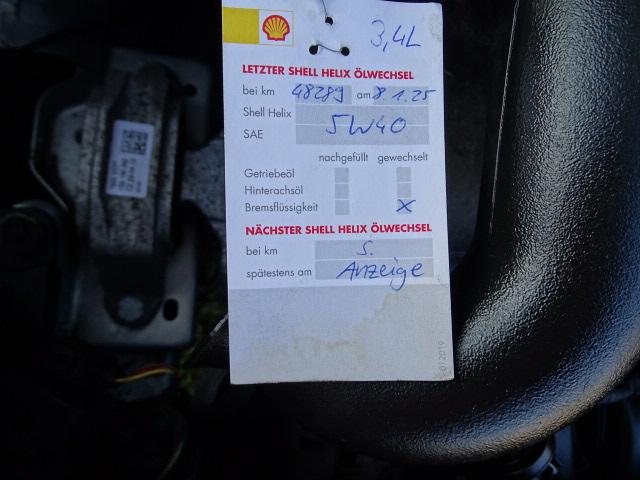 3,4L
LETZTER SHELL HELIX ÖLWECHSEL
bei km 48289 am 8.1.25
Shell Helix
SAE 5W40
nachgefüllt gewechselt
Getriebeöl
Hinterachsöl
Bremsflüssigkeit x
NÄCHSTER SHELL HELIX ÖLWECHSEL
bei km s.
spätestens am Anzeige
012019